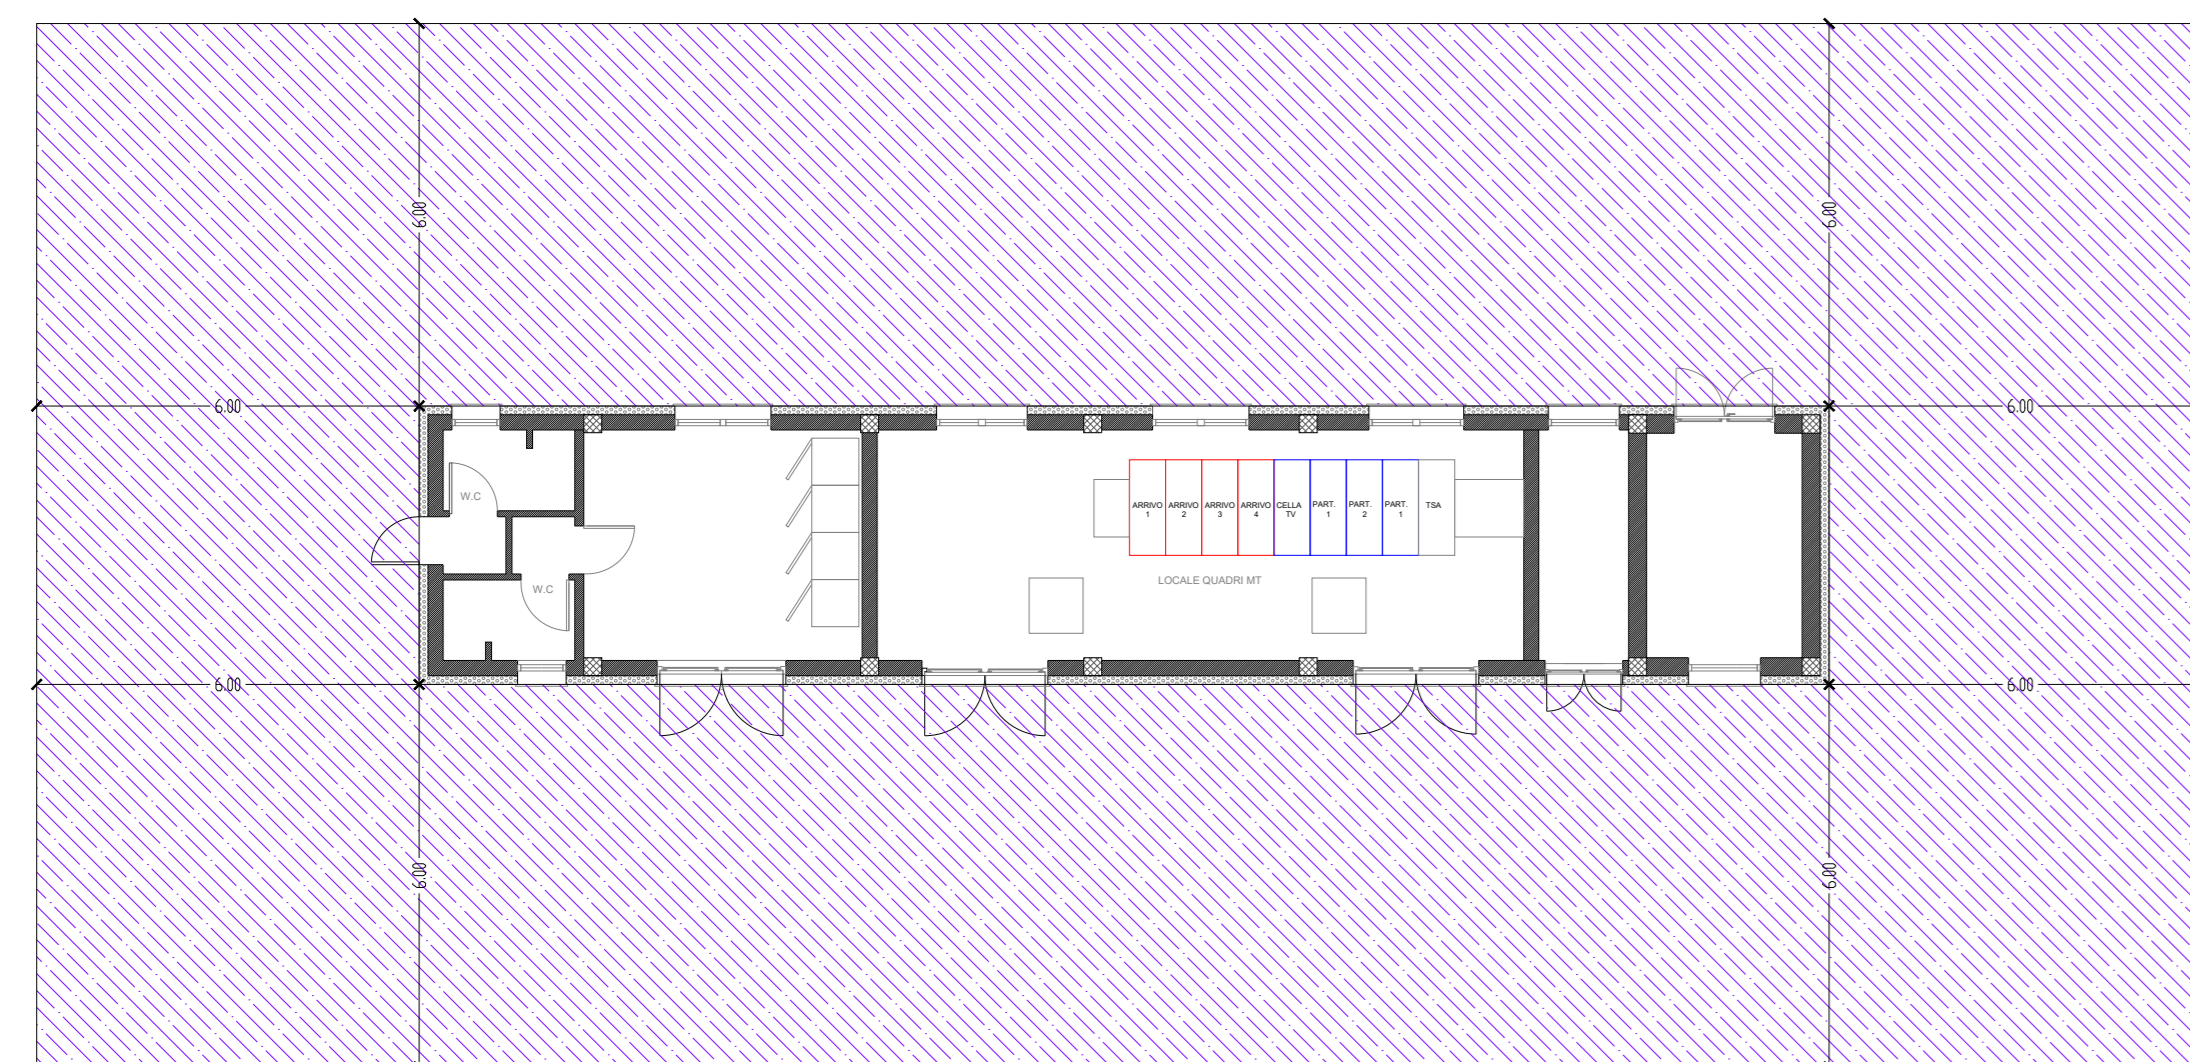 6.00
6.00
6.00
6.00
W.C
ARRIVO
1
ARRIVO
2
ARRIVO
3
ARRIVO
4
CELLA
TV
PART.
1
PART.
2
PART.
1
TSA
LOCALE QUADRI MT
W.C
6.00
6.00
6.00
6.00